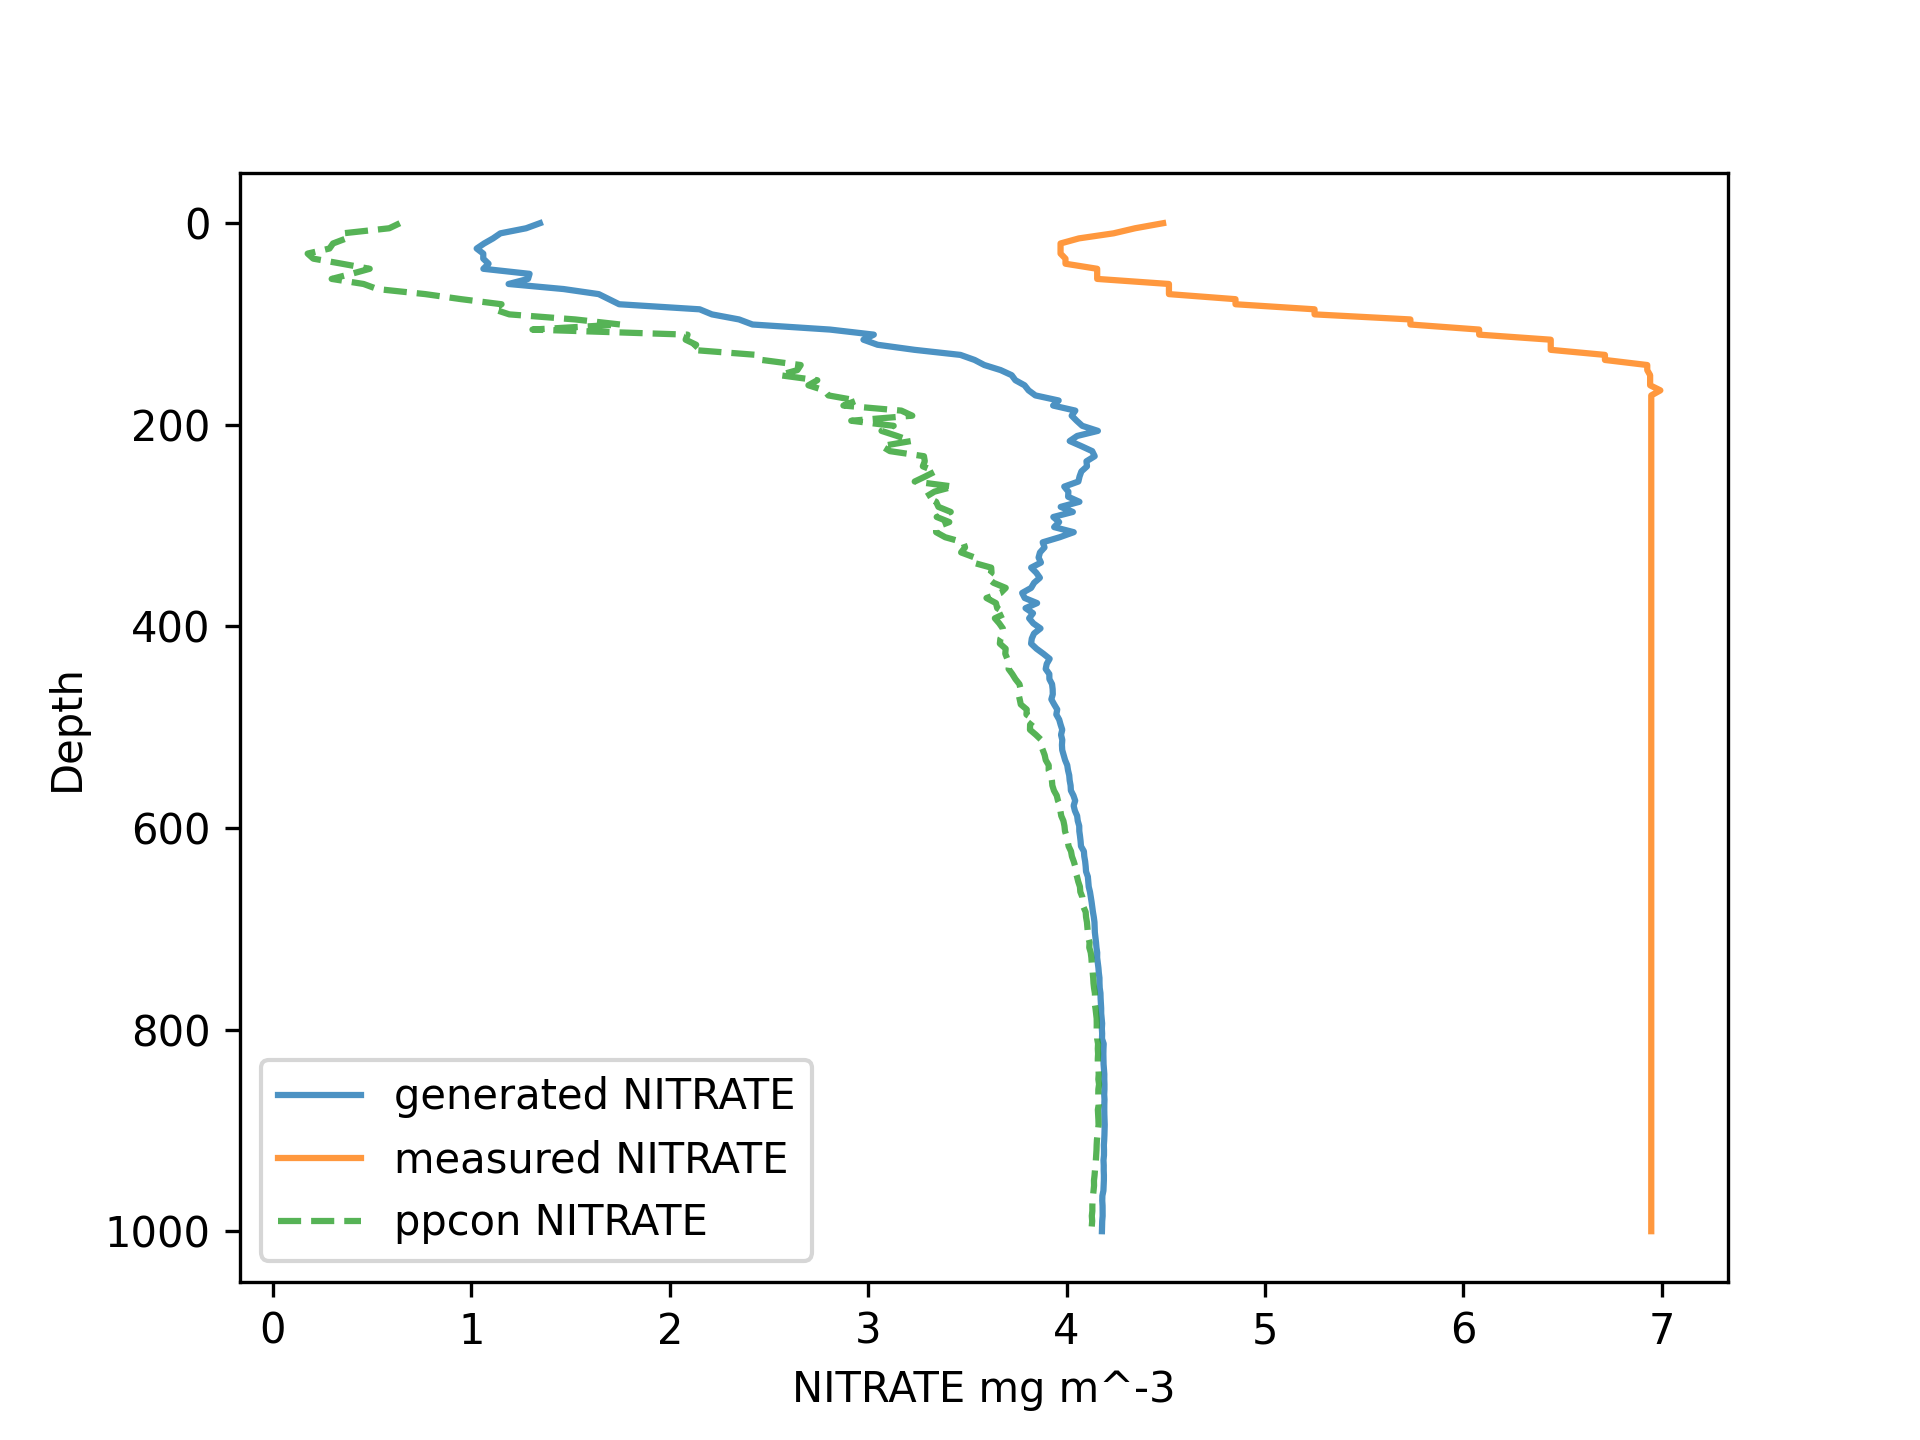 0
200
400
600
800
1000
Depth
generated NITRATE
measured NITRATE
ppcon NITRATE
0 1 2 3 4 5 6 7
NITRATE mg m^-3